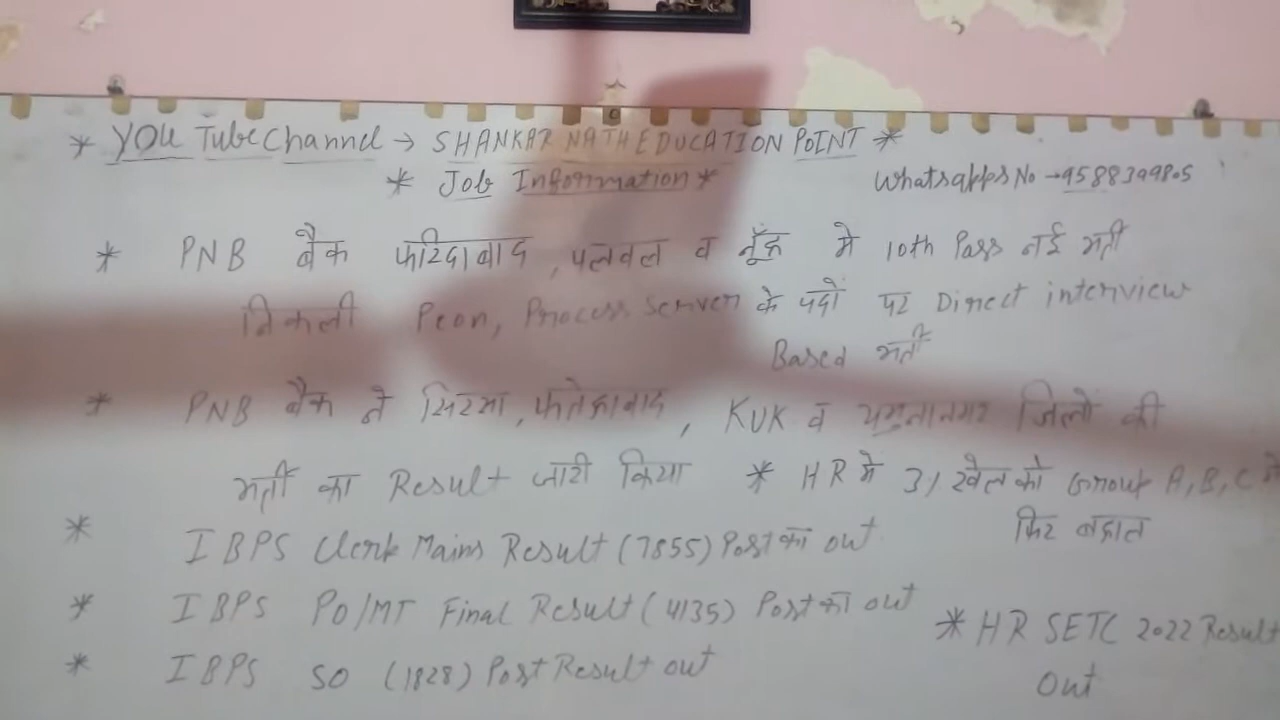 * YOU Tube Channel → SHANKAR NATH EDUCATION POINT *
* Job Information *
Whatsapps No → 9588399805
* PNB बैंक फरिदाबाद, पलवल व नूँह मे 10th Pass नई भर्ती
निकली Peon, Process Server के पदों पर Direct interview
Based भर्ती
* PNB बैंक ने सिरसा, फतेहाबाद, KUK व यमुनानगर जिलों की
भर्ती का Result जारी किया * HR मे 3% खेल को Group A, B, C मे
फिर बहाल
* IBPS Clerk Mains Result (7855) Post का out
* IBPS PO/MT Final Result (4135) Post का out
* HR SETC 2022 Result
Out
* IBPS SO (1828) Post Result out